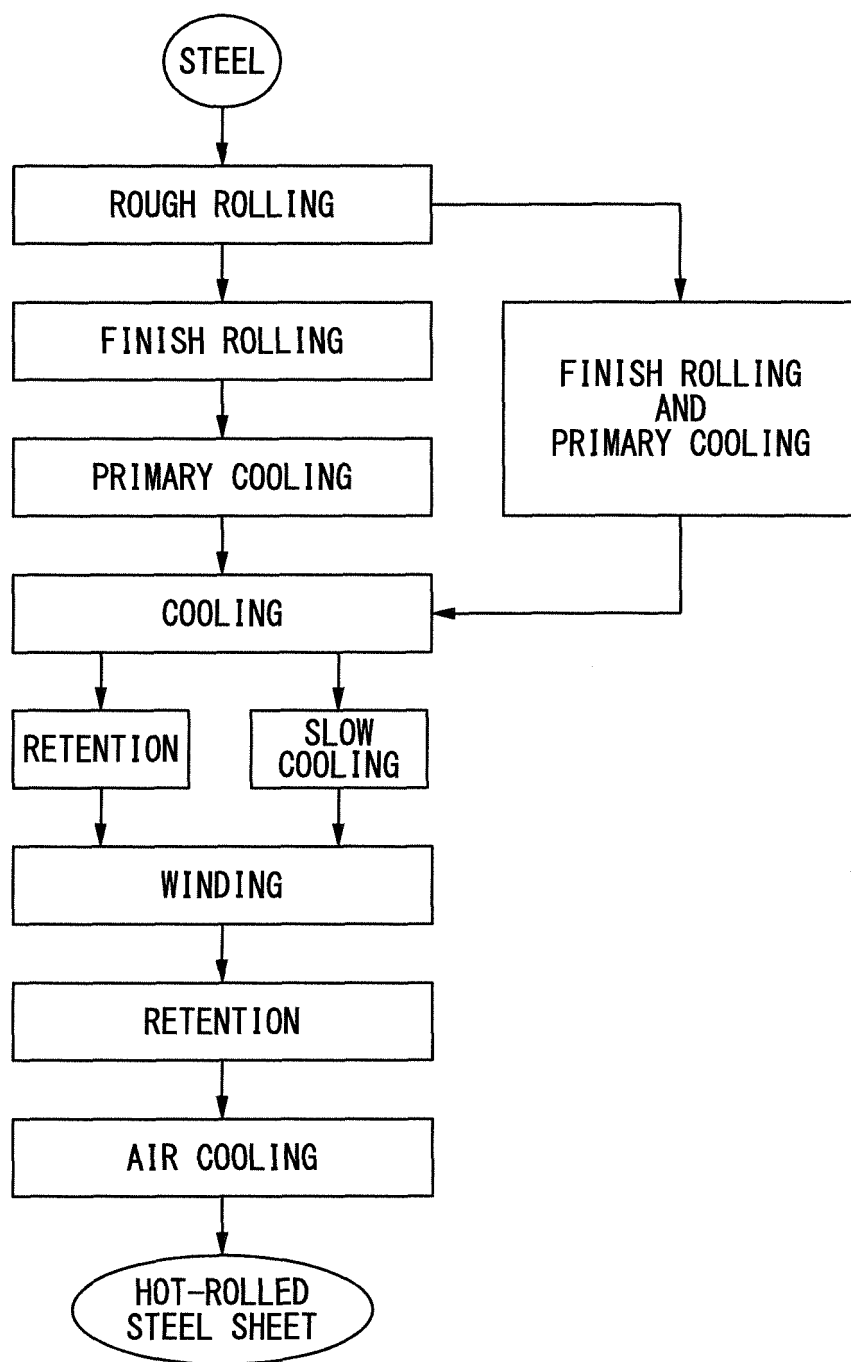 STEEL
ROUGH ROLLING
FINISH ROLLING
FINISH ROLLING
AND
PRIMARY COOLING
PRIMARY COOLING
COOLING
RETENTION
SLOW
COOLING
WINDING
RETENTION
AIR COOLING
HOT-ROLLED
STEEL SHEET